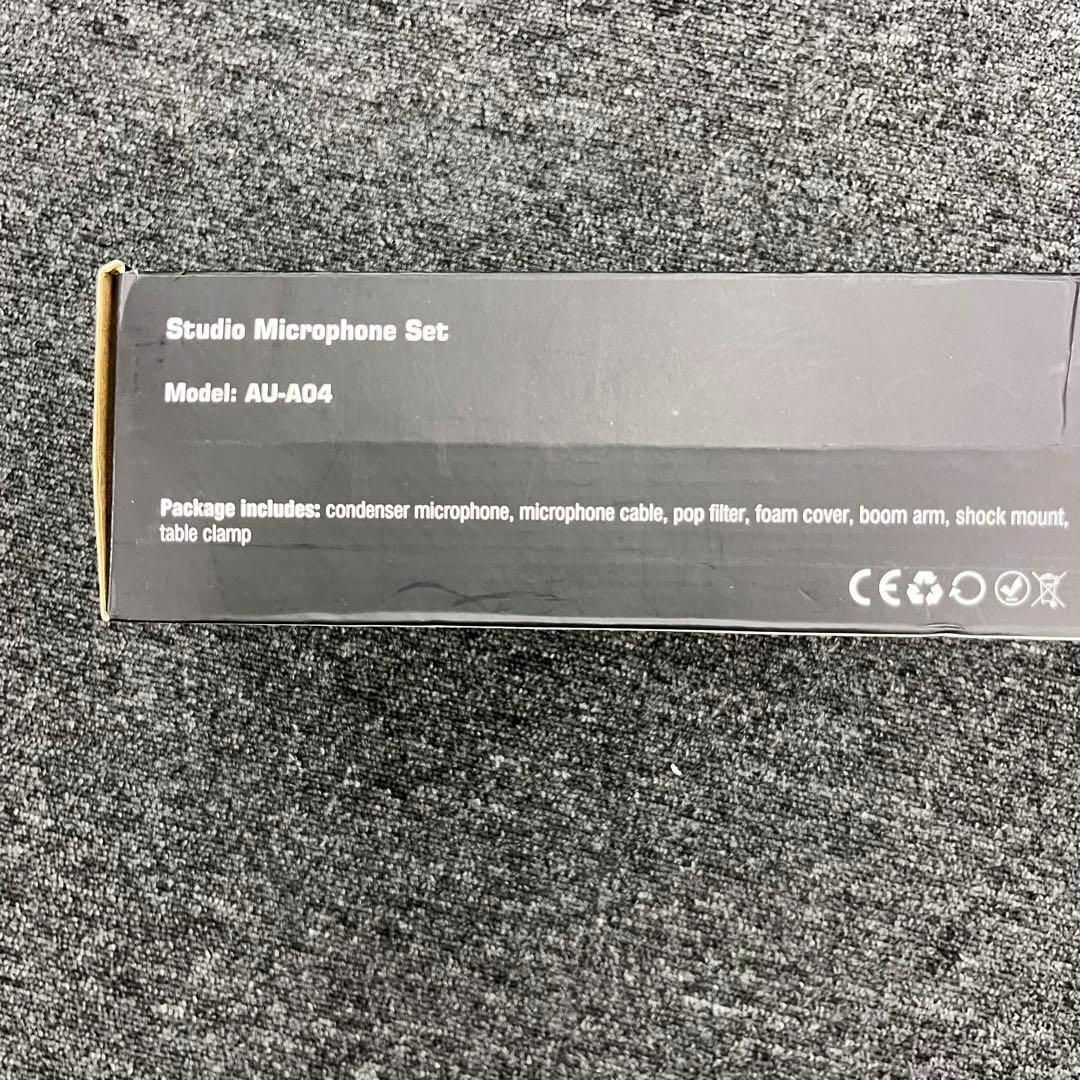 Studio Microphone Set
Model: AU-A04
Package includes: condenser microphone, microphone cable, pop filter, foam cover, boom arm, shock mount,
table clamp
CE